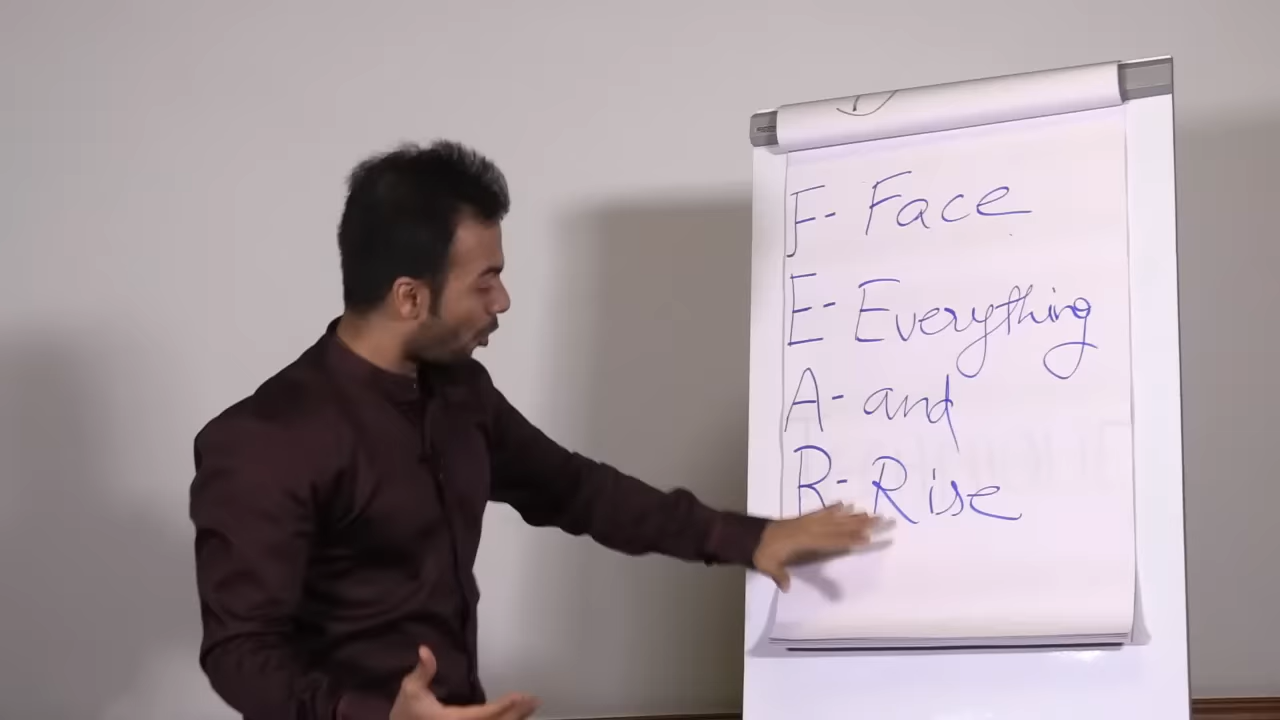 F- Face
E- Everything
A- and
R- Rise